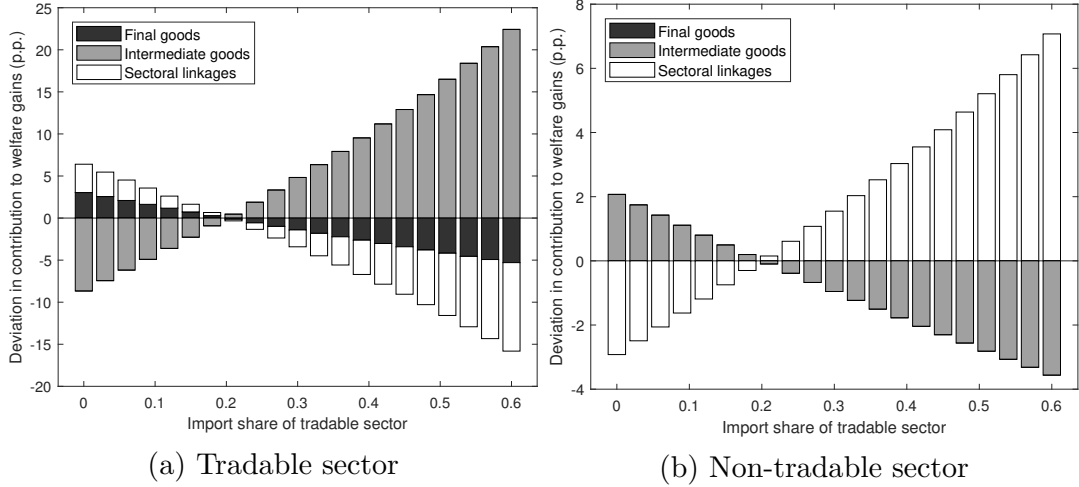 Deviation in contribution to welfare gains (p.p.)
25
20
15
10
5
0
-5
-10
-15
-20
Final goods
Intermediate goods
Sectoral linkages
0 0.1 0.2 0.3 0.4 0.5 0.6
Import share of tradable sector
(a) Tradable sector
Deviation in contribution to welfare gains (p.p.)
8
6
4
2
0
-2
-4
Final goods
Intermediate goods
Sectoral linkages
0 0.1 0.2 0.3 0.4 0.5 0.6
Import share of tradable sector
(b) Non-tradable sector